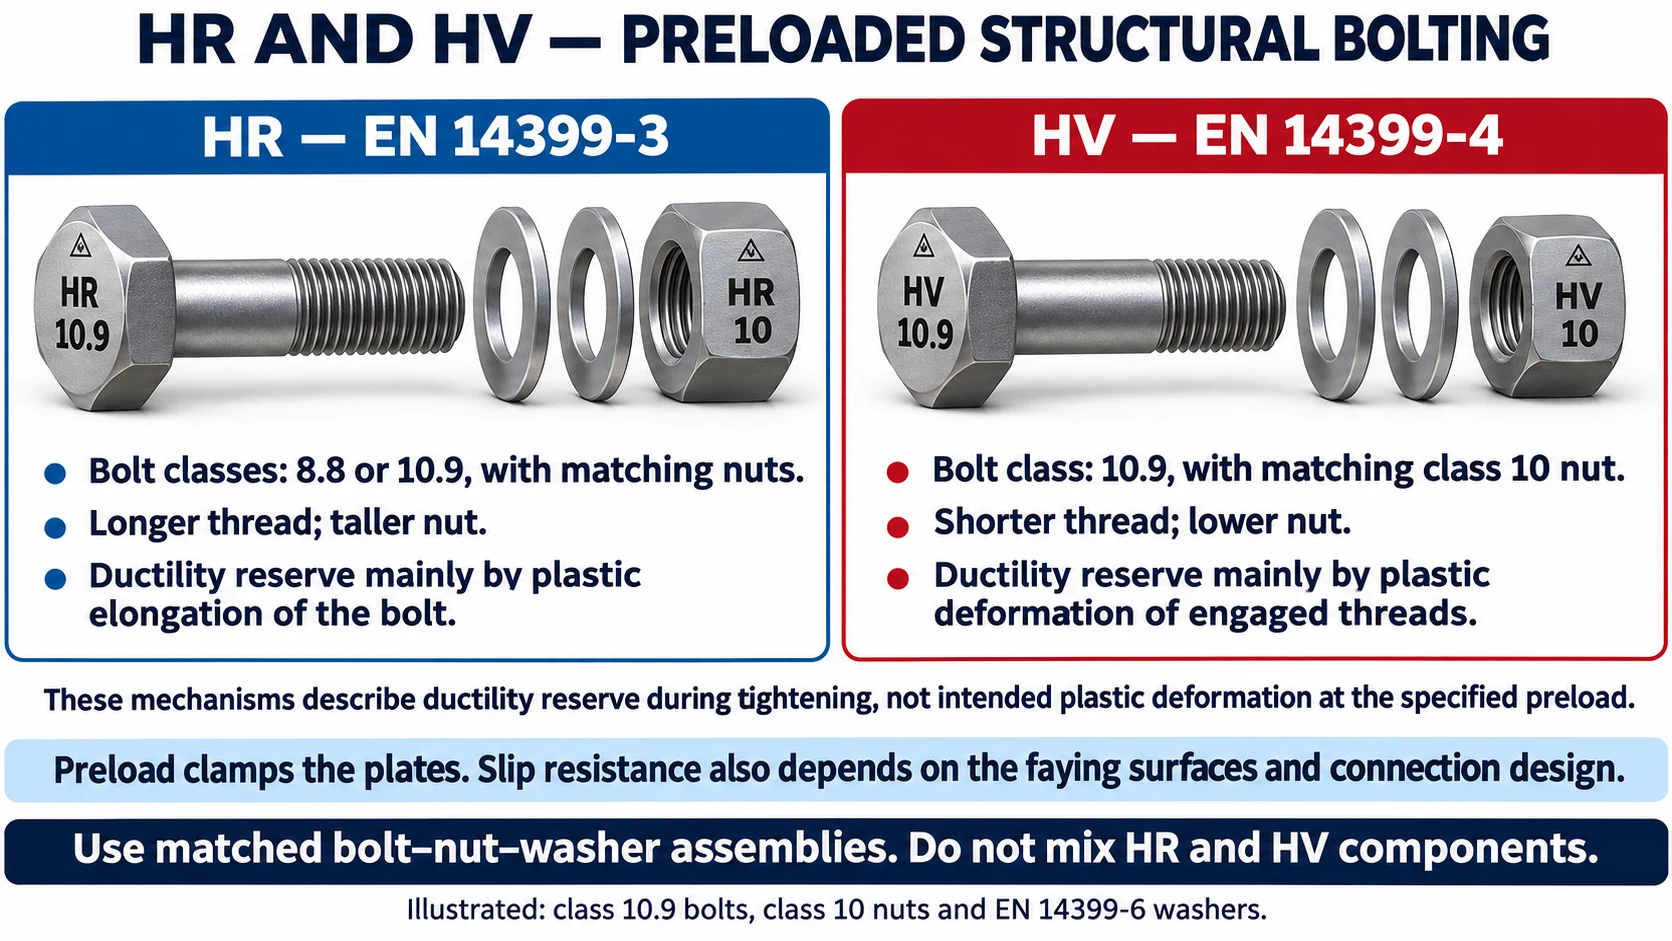 HR AND HV — PRELOADED STRUCTURAL BOLTING
HR — EN 14399-3
HR
10.9
HR
10
Bolt classes: 8.8 or 10.9, with matching nuts.
Longer thread; taller nut.
Ductility reserve mainly by plastic
elongation of the bolt.
HV — EN 14399-4
HV
10.9
HV
10
Bolt class: 10.9, with matching class 10 nut.
Shorter thread; lower nut.
Ductility reserve mainly by plastic
deformation of engaged threads.
These mechanisms describe ductility reserve during tightening, not intended plastic deformation at the specified preload.
Preload clamps the plates. Slip resistance also depends on the faying surfaces and connection design.
Use matched bolt–nut–washer assemblies. Do not mix HR and HV components.
Illustrated: class 10.9 bolts, class 10 nuts and EN 14399-6 washers.